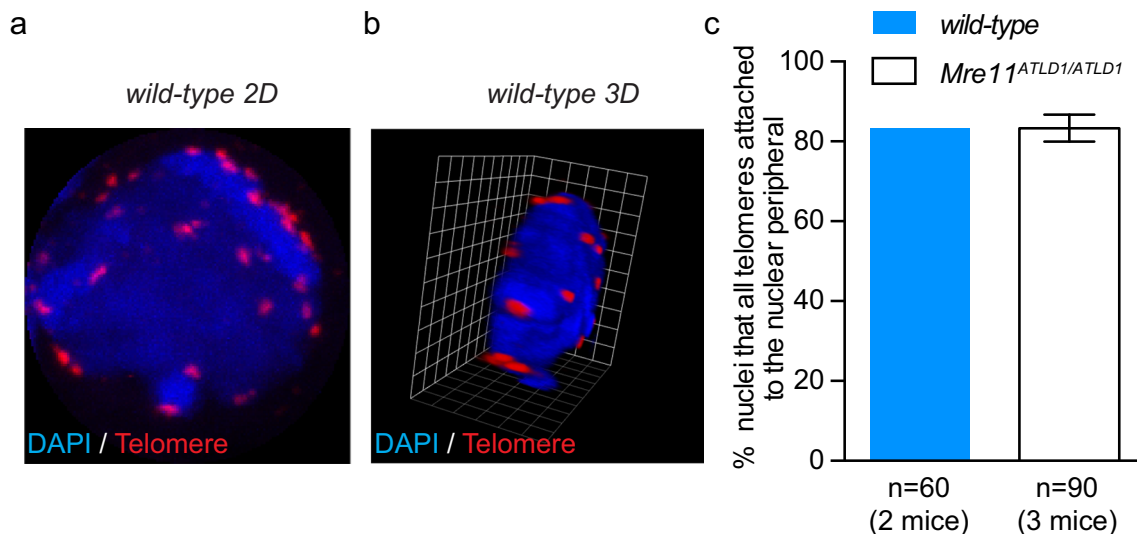 a
wild-type 2D
DAPI / Telomere
b
wild-type 3D
DAPI / Telomere
c
wild-type
Mre11ATLD1/ATLD1
% nuclei that all telomeres attached
to the nuclear peripheral
100
80
60
40
20
0
n=60
(2 mice)
n=90
(3 mice)